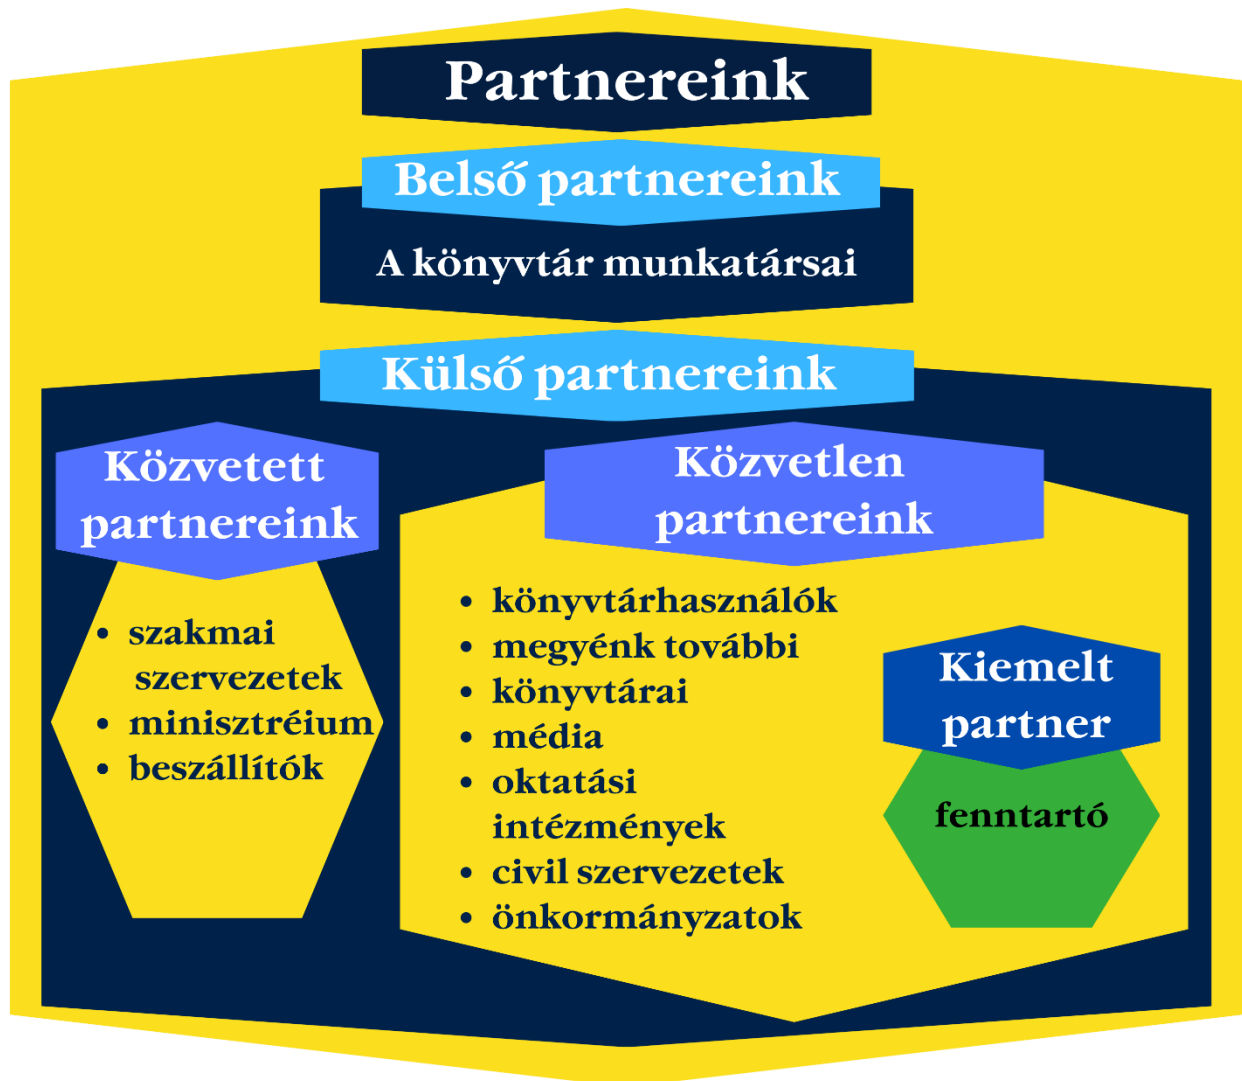 Partnereink
Belső partnereink
A könyvtár munkatársai
Külső partnereink
Közvetett
partnereink
• szakmai
szervezetek
• minisztréium
• beszállítók
Közvetlen
partnereink
• könyvtárhasználók
• megyénk további
• könyvtárai
• média
• oktatási
intézmények
• civil szervezetek
• önkormányzatok
Kiemelt
partner
fenntartó